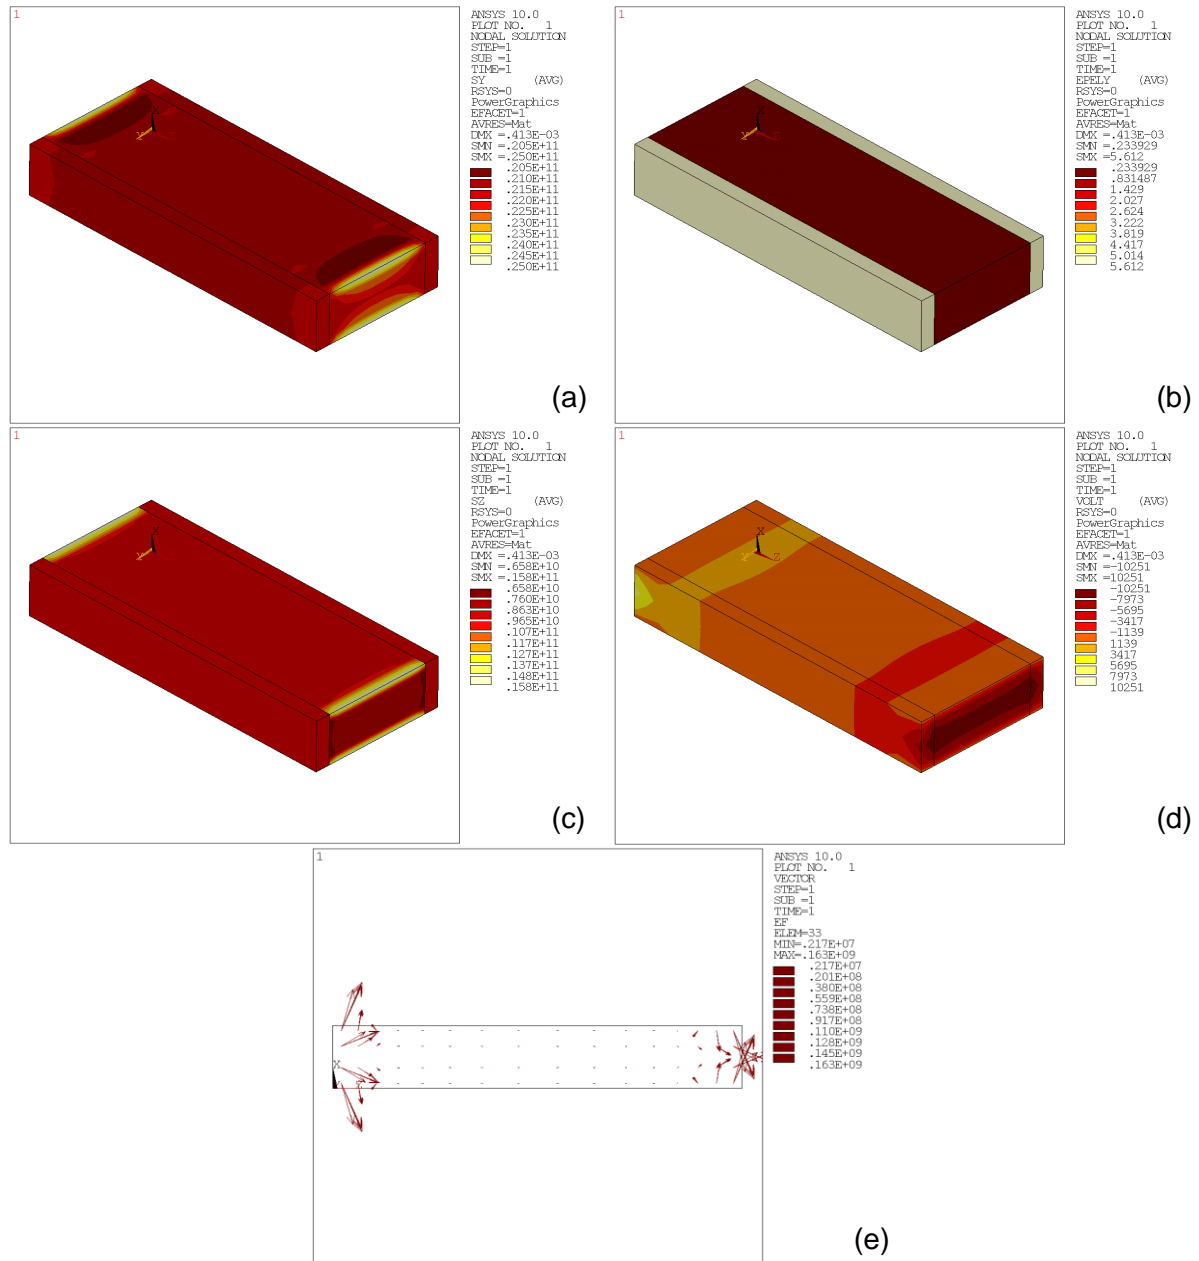 1
ANSYS 10.0
PLOT NO. 1
NODAL SOLUTION
STEP=1
SUB =1
TIME=1
SY (AVG)
RSYS=0
PowerGraphics
EFACET=1
AVRES=Mat
DMX =.413E-03
SMN =.205E+11
SMX =.250E+11
.205E+11
.210E+11
.215E+11
.220E+11
.225E+11
.230E+11
.235E+11
.240E+11
.245E+11
.250E+11
X
Y
(a)
1
ANSYS 10.0
PLOT NO. 1
NODAL SOLUTION
STEP=1
SUB =1
TIME=1
EPELY (AVG)
RSYS=0
PowerGraphics
EFACET=1
AVRES=Mat
DMX =.413E-03
SMN =.233929
SMX =5.612
.233929
.831487
1.429
2.027
2.624
3.222
3.819
4.417
5.014
5.612
X
Y
(b)
1
ANSYS 10.0
PLOT NO. 1
NODAL SOLUTION
STEP=1
SUB =1
TIME=1
SZ (AVG)
RSYS=0
PowerGraphics
EFACET=1
AVRES=Mat
DMX =.413E-03
SMN =.658E+10
SMX =.158E+11
.658E+10
.760E+10
.863E+10
.965E+10
.107E+11
.117E+11
.127E+11
.137E+11
.148E+11
.158E+11
X
Y
(c)
1
ANSYS 10.0
PLOT NO. 1
NODAL SOLUTION
STEP=1
SUB =1
TIME=1
VOLT (AVG)
RSYS=0
PowerGraphics
EFACET=1
AVRES=Mat
DMX =.413E-03
SMN =-10251
SMX =10251
-10251
-7973
-5695
-3417
-1139
1139
3417
5695
7973
10251
X
Y
Z
(d)
1
ANSYS 10.0
PLOT NO. 1
VECTOR
STEP=1
SUB =1
TIME=1
EF
ELEM=33
MIN=.217E+07
MAX=.163E+09
.217E+07
.201E+08
.380E+08
.559E+08
.738E+08
.917E+08
.110E+09
.128E+09
.145E+09
.163E+09
X
(e)